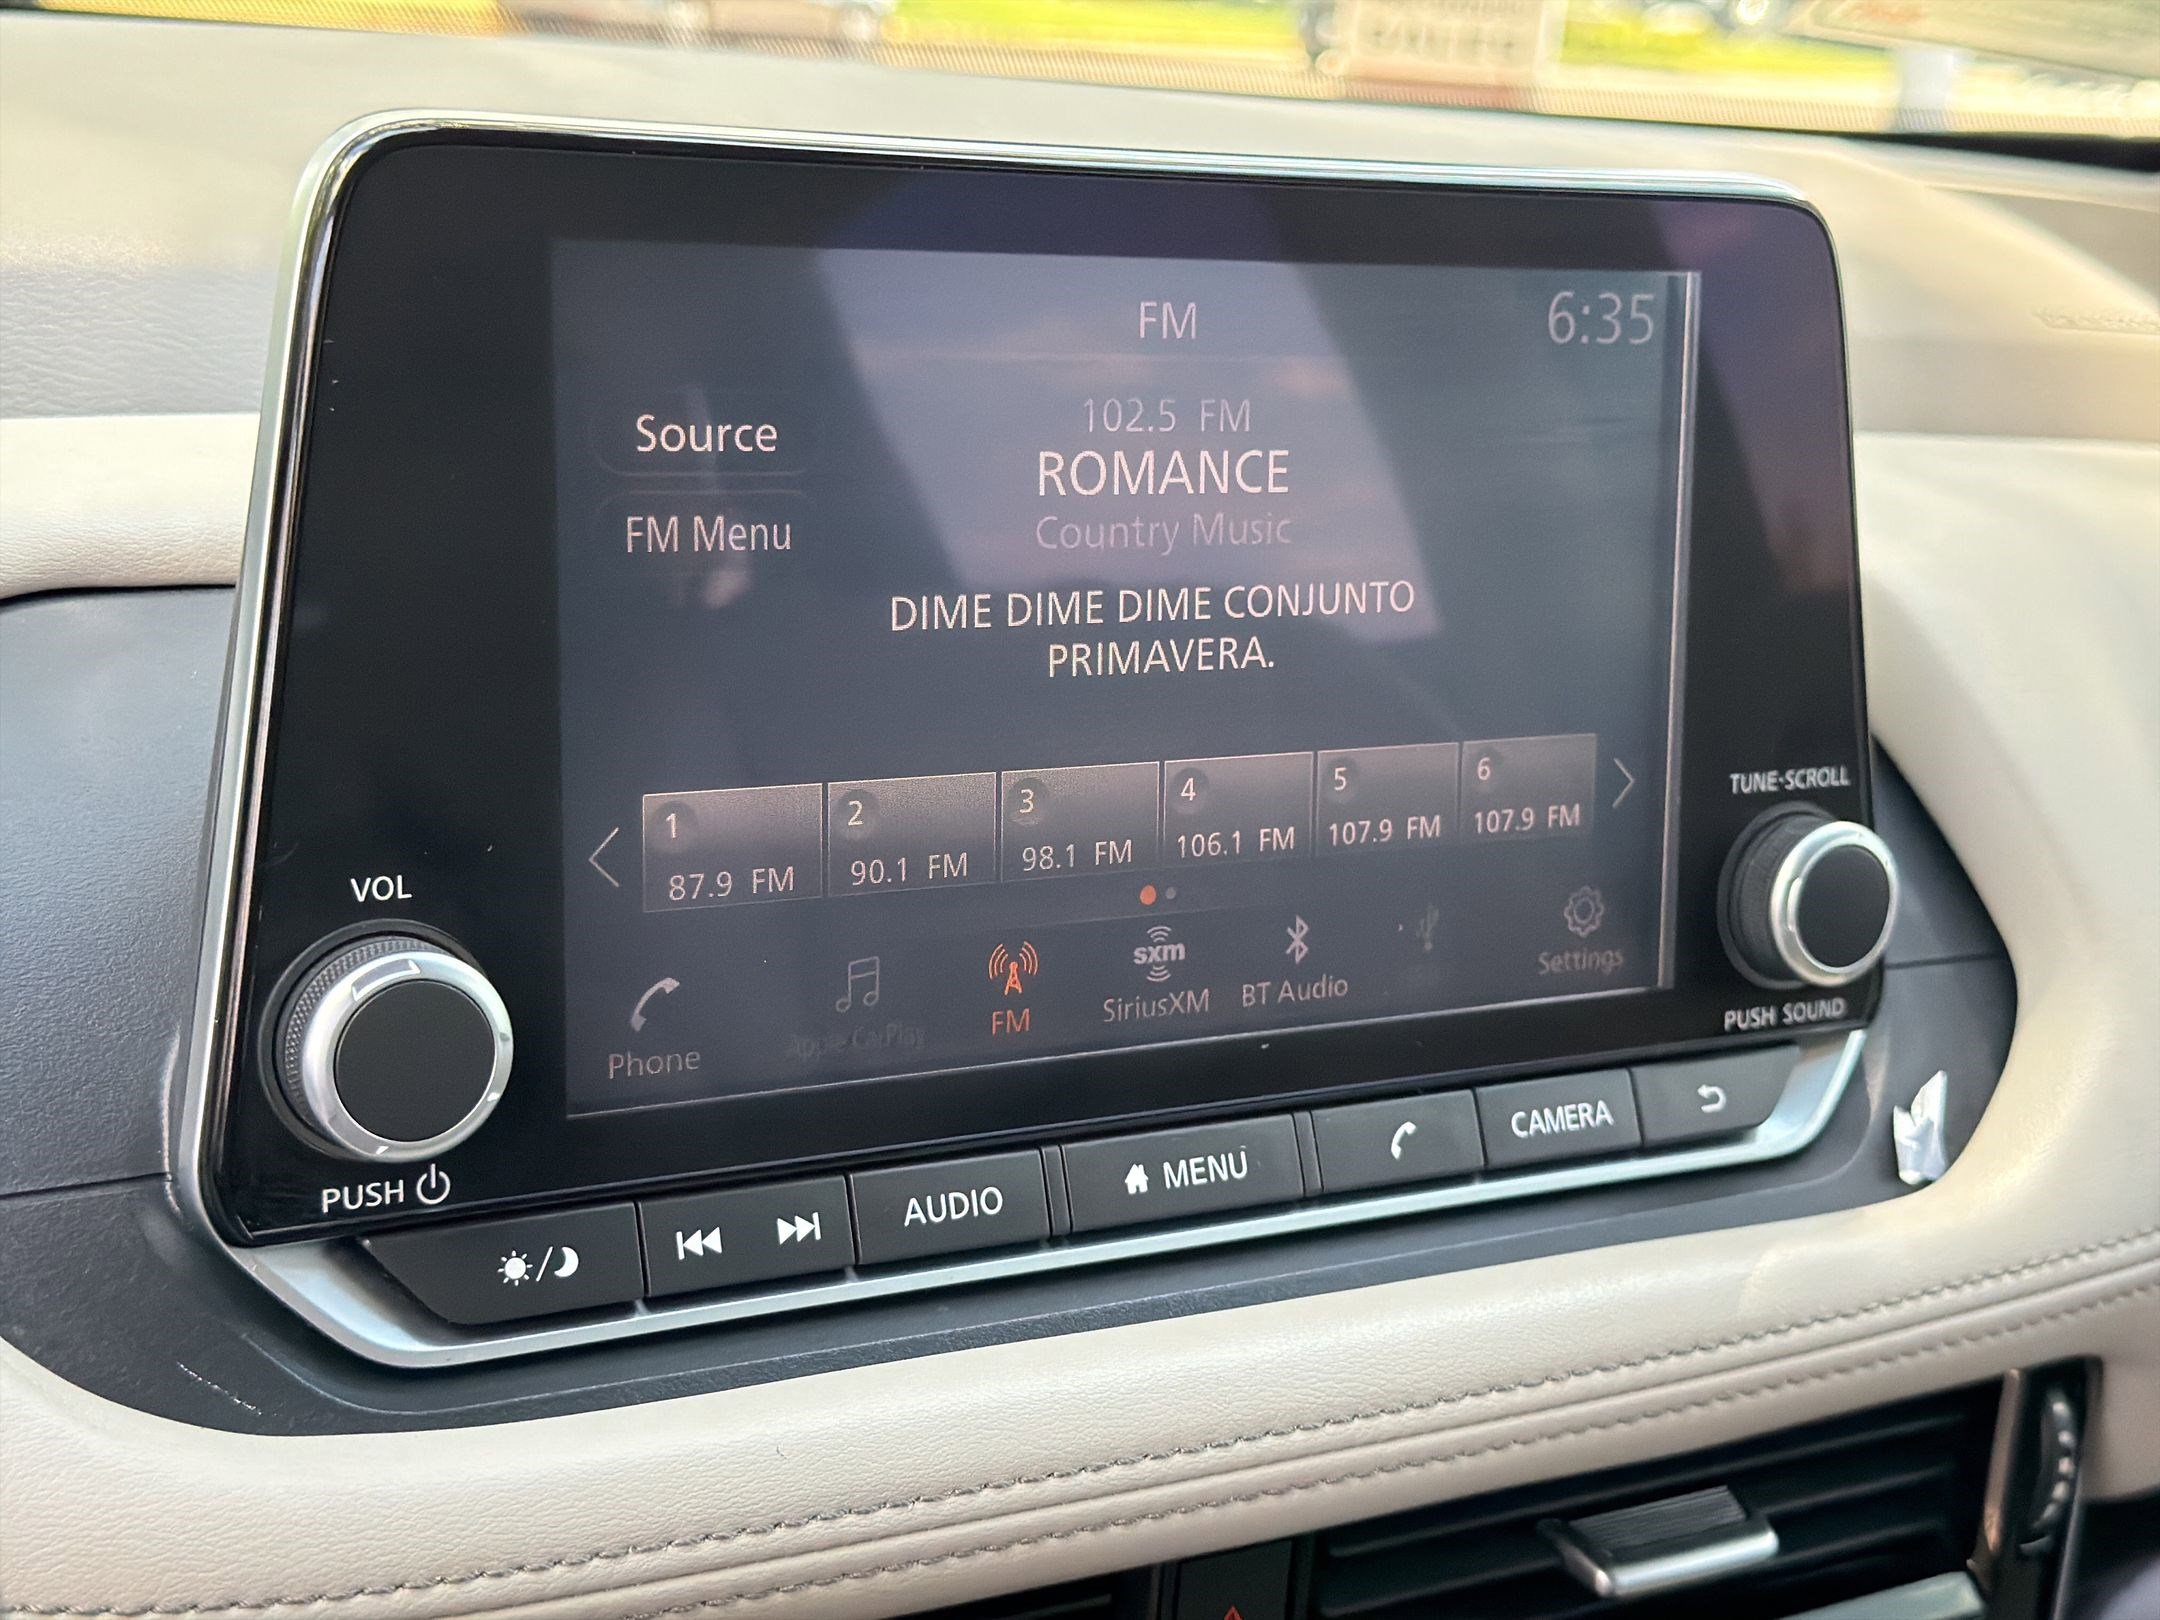 FM
6:35
Source
FM Menu
102.5 FM
ROMANCE
Country Music
DIME DIME DIME CONJUNTO
PRIMAVERA.
1
87.9 FM
2
90.1 FM
3
98.1 FM
4
106.1 FM
5
107.9 FM
6
107.9 FM
Phone
Apple CarPlay
FM
sxm
SiriusXM
BT Audio
Settings
VOL
PUSH
TUNE·SCROLL
PUSH SOUND
AUDIO
MENU
CAMERA